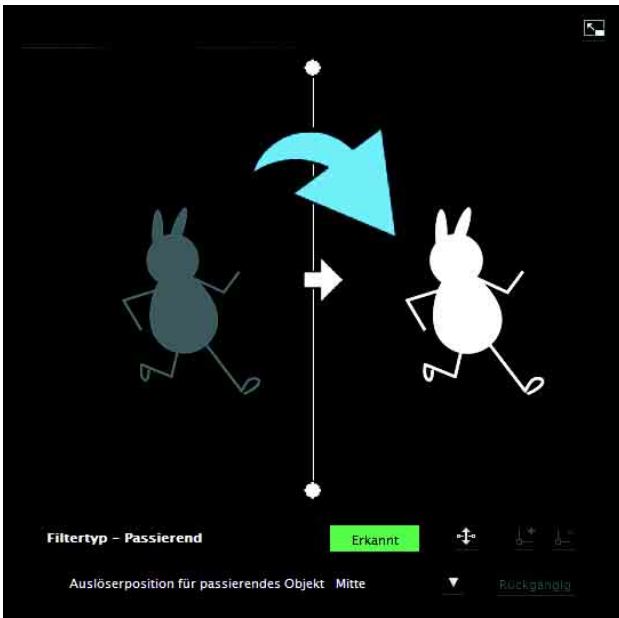 Filtertyp – Passierend Erkannt
Auslöserposition für passierendes Objekt Mitte Rückgängig